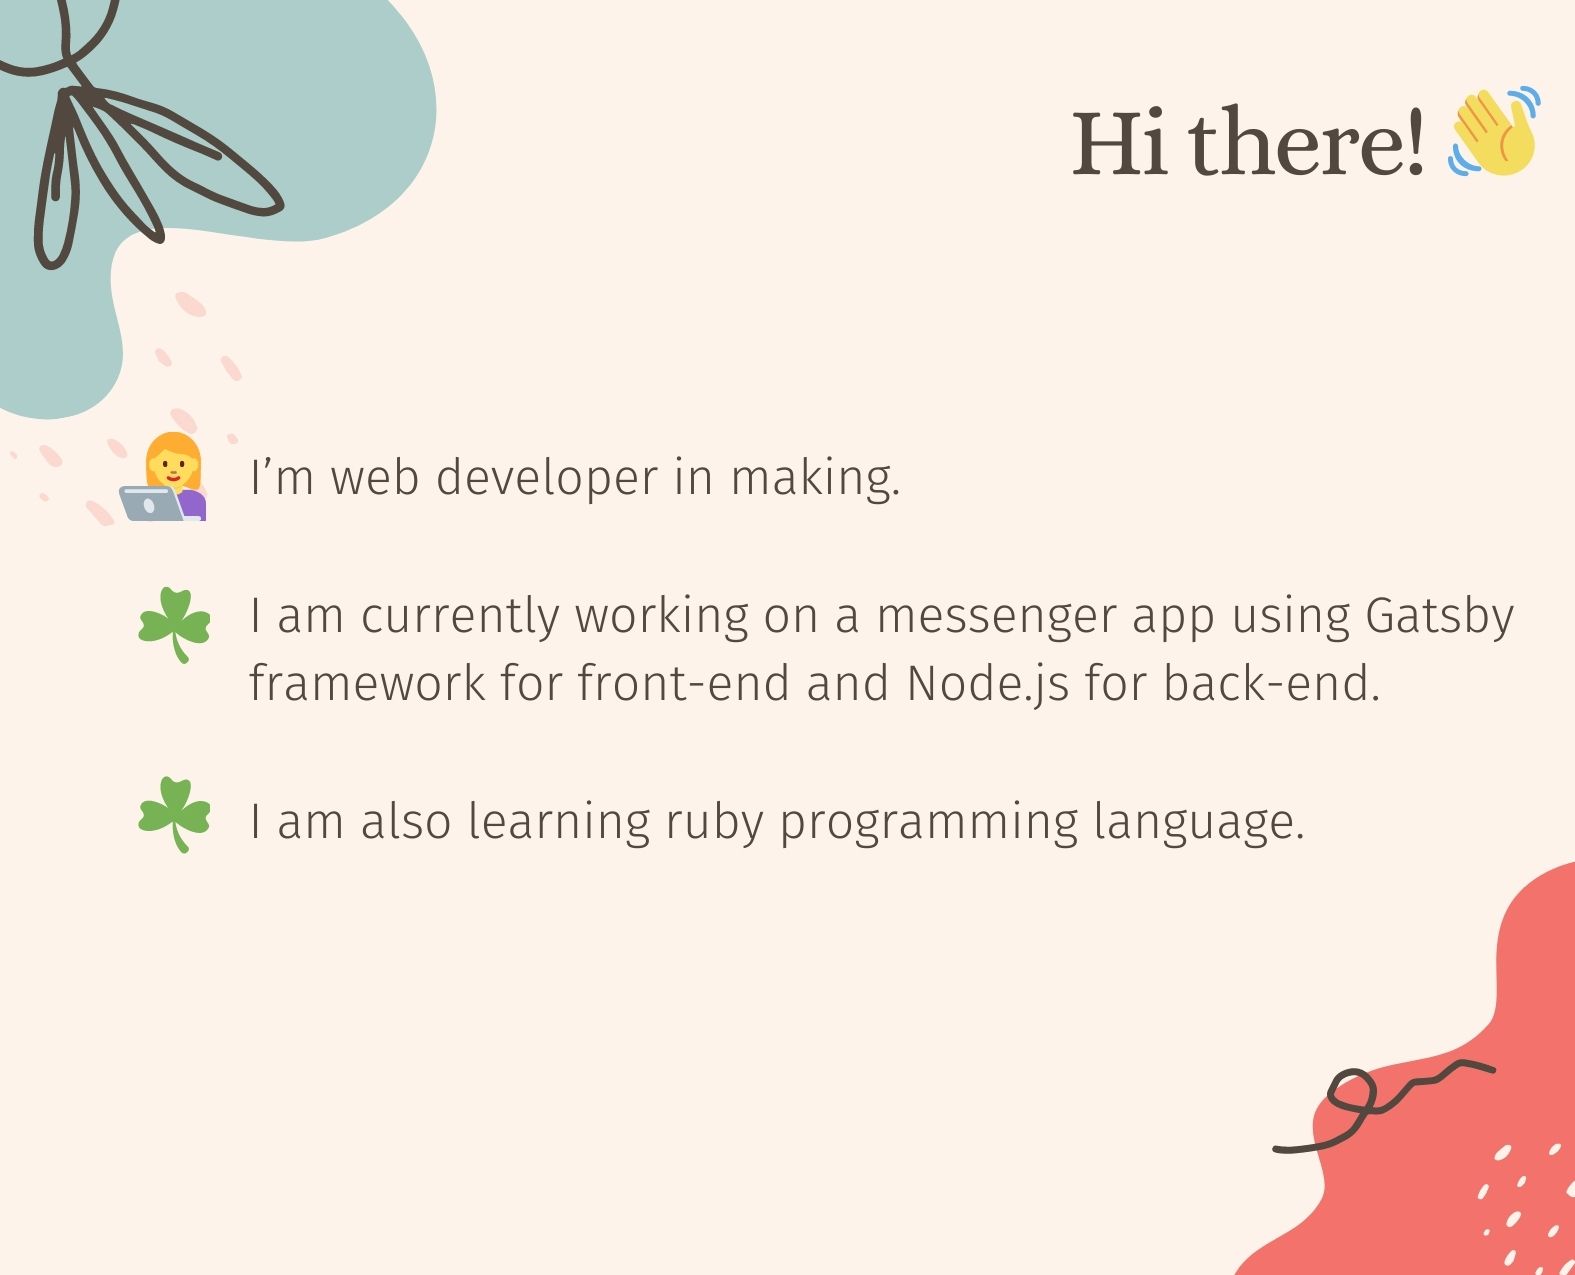 Hi there! 👋
I’m web developer in making.
I am currently working on a messenger app using Gatsby
framework for front-end and Node.js for back-end.
I am also learning ruby programming language.